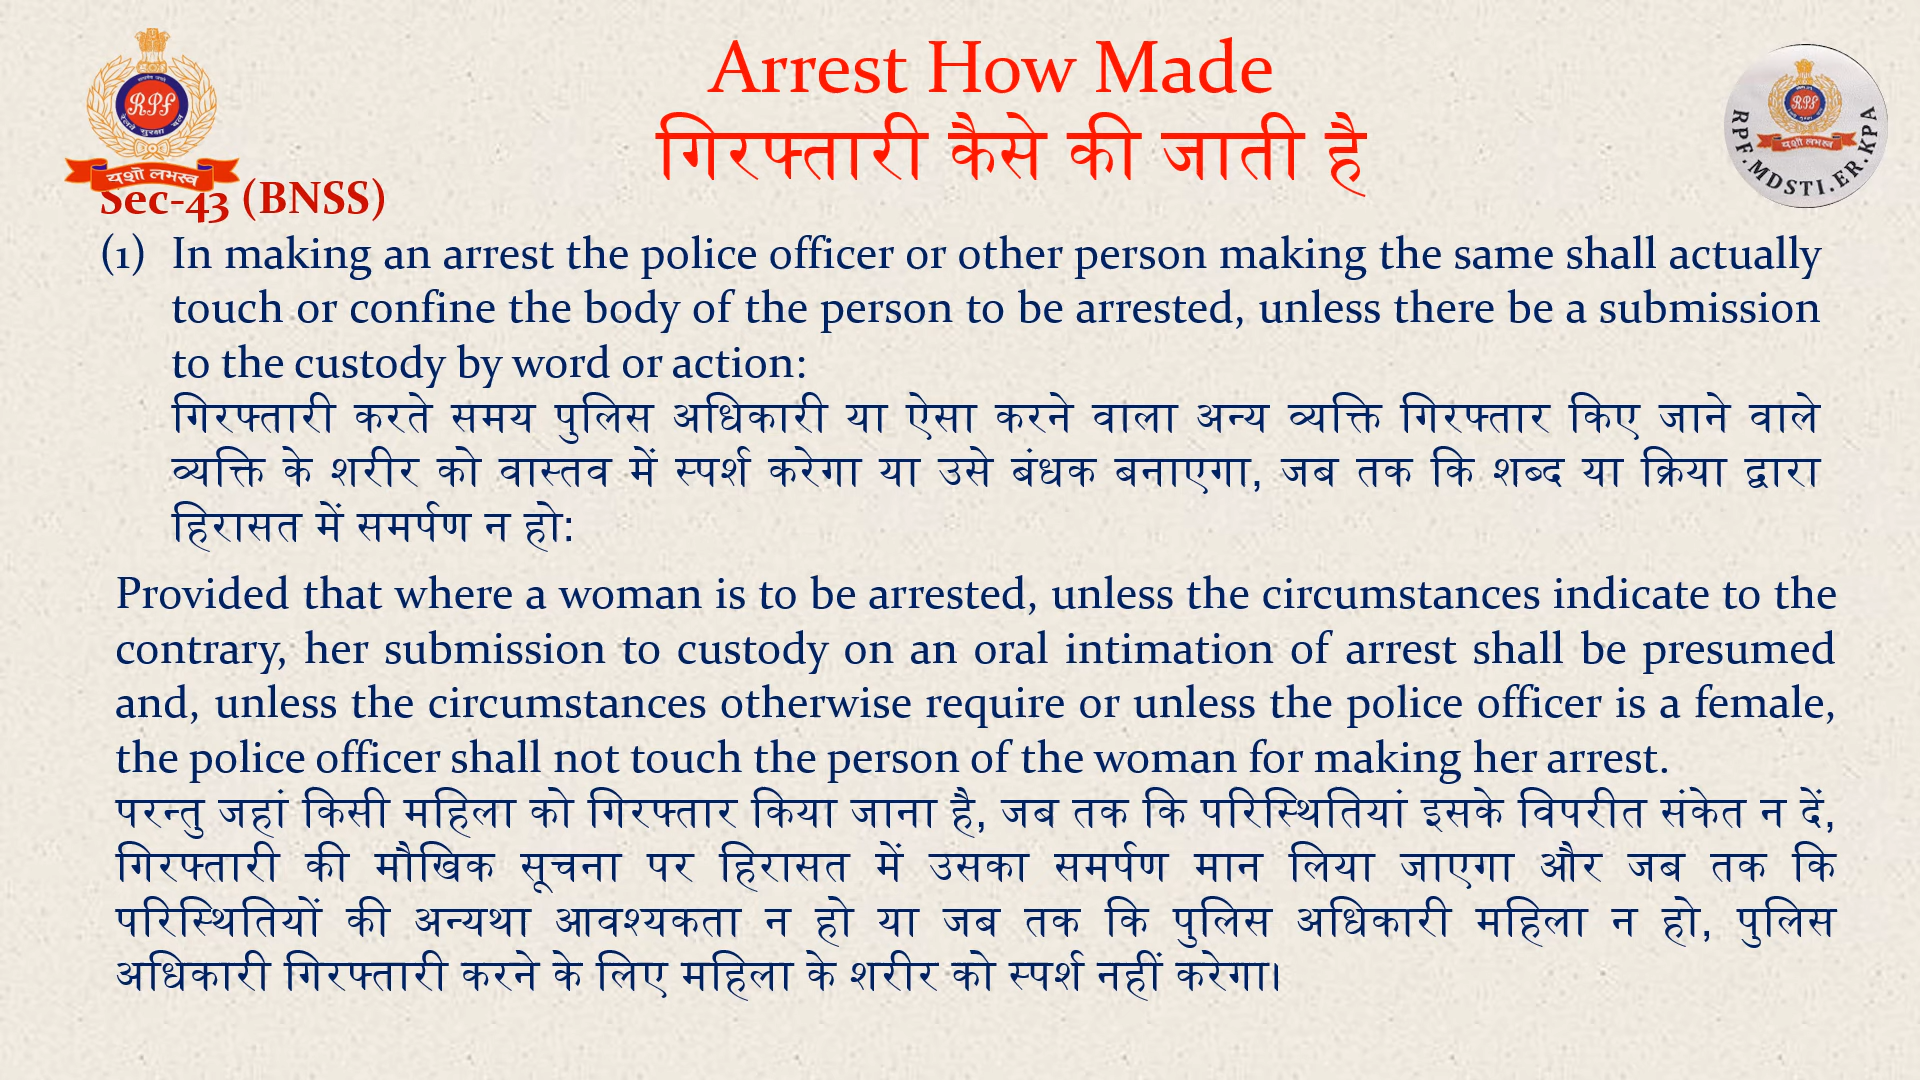 Arrest How Made
गिरफ्तारी कैसे की जाती है
RPF
रेलवे सुरक्षा बल
यशो लभस्व
RPF
यशो लभस्व
RPF.MDSTI.ER.KPA
Sec-43 (BNSS)
(1) In making an arrest the police officer or other person making the same shall actually
touch or confine the body of the person to be arrested, unless there be a submission
to the custody by word or action:
गिरफ्तारी करते समय पुलिस अधिकारी या ऐसा करने वाला अन्य व्यक्ति गिरफ्तार किए जाने वाले
व्यक्ति के शरीर को वास्तव में स्पर्श करेगा या उसे बंधक बनाएगा, जब तक कि शब्द या क्रिया द्वारा
हिरासत में समर्पण न हो:
Provided that where a woman is to be arrested, unless the circumstances indicate to the
contrary, her submission to custody on an oral intimation of arrest shall be presumed
and, unless the circumstances otherwise require or unless the police officer is a female,
the police officer shall not touch the person of the woman for making her arrest.
परन्तु जहां किसी महिला को गिरफ्तार किया जाना है, जब तक कि परिस्थितियां इसके विपरीत संकेत न दें,
गिरफ्तारी की मौखिक सूचना पर हिरासत में उसका समर्पण मान लिया जाएगा और जब तक कि
परिस्थितियों की अन्यथा आवश्यकता न हो या जब तक कि पुलिस अधिकारी महिला न हो, पुलिस
अधिकारी गिरफ्तारी करने के लिए महिला के शरीर को स्पर्श नहीं करेगा।